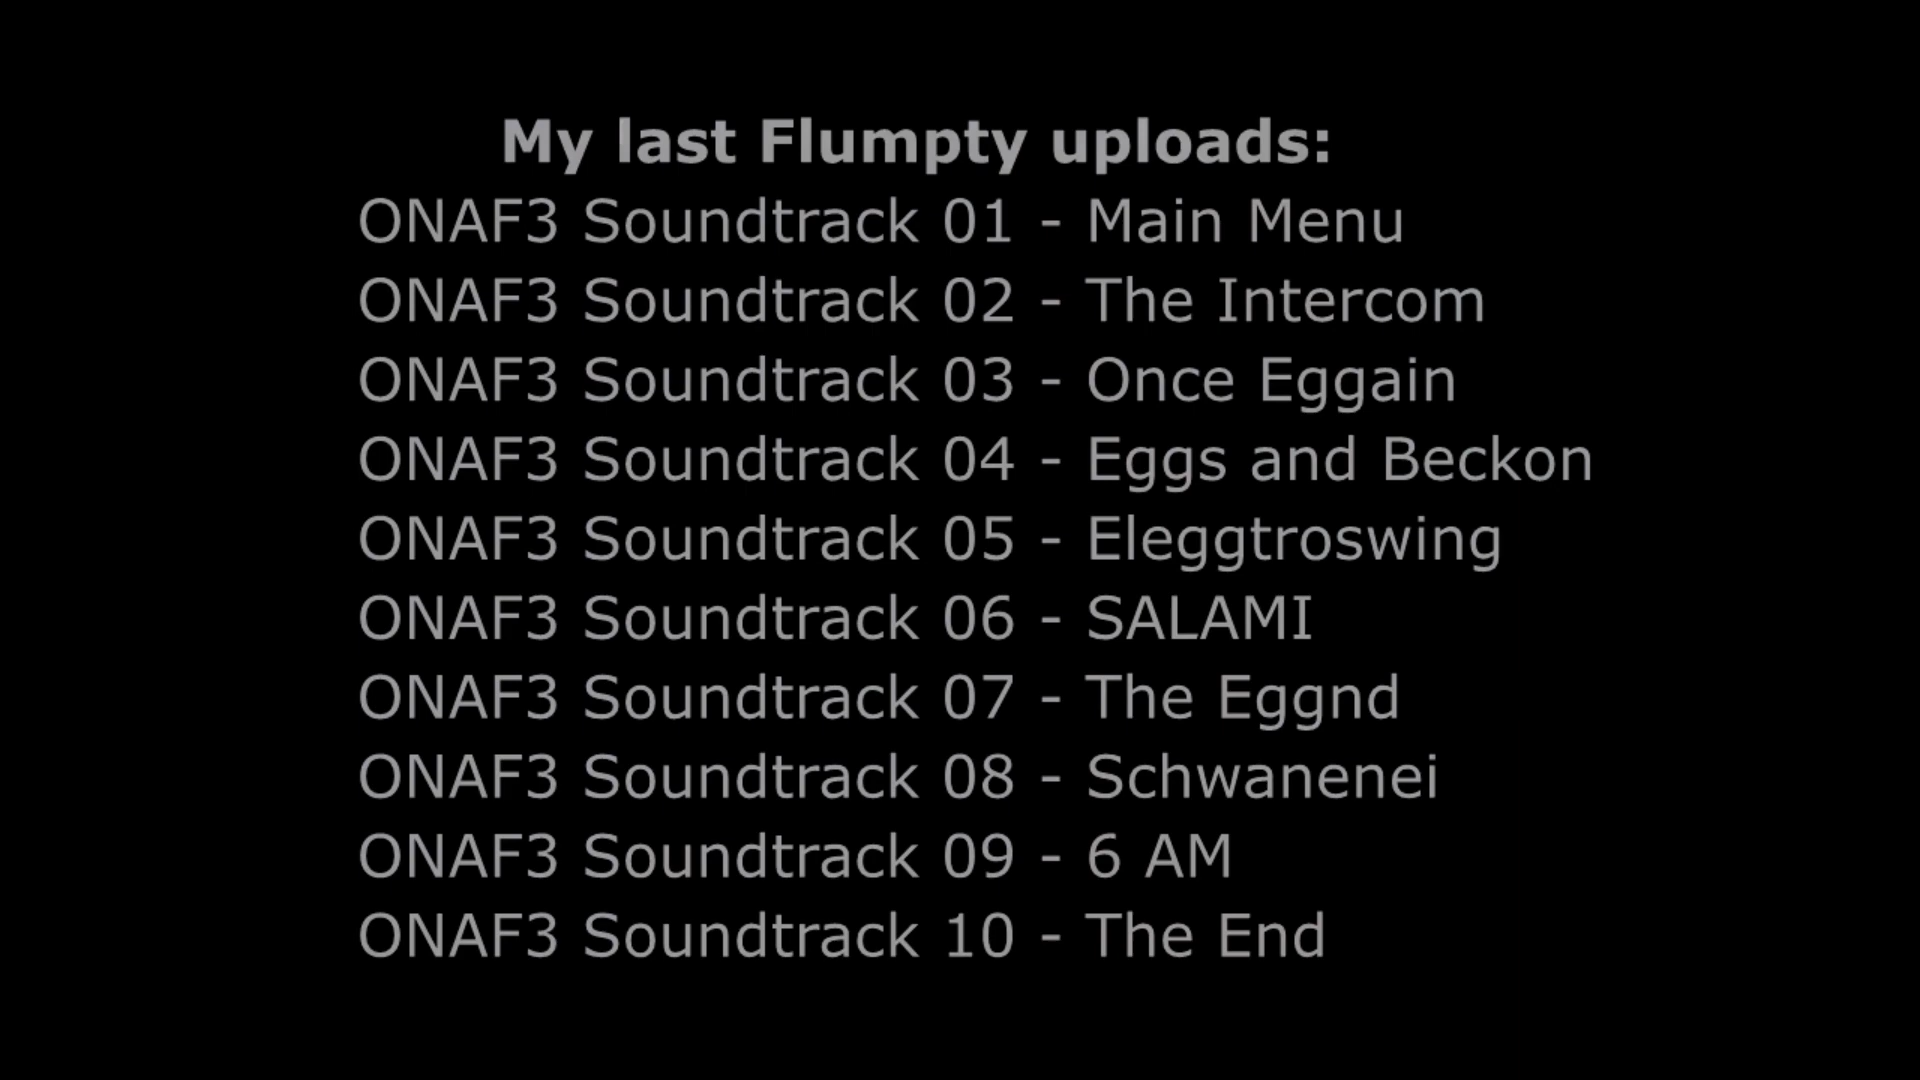 My last Flumpty uploads:
ONAF3 Soundtrack 01 - Main Menu
ONAF3 Soundtrack 02 - The Intercom
ONAF3 Soundtrack 03 - Once Eggain
ONAF3 Soundtrack 04 - Eggs and Beckon
ONAF3 Soundtrack 05 - Eleggtroswing
ONAF3 Soundtrack 06 - SALAMI
ONAF3 Soundtrack 07 - The Eggnd
ONAF3 Soundtrack 08 - Schwanenei
ONAF3 Soundtrack 09 - 6 AM
ONAF3 Soundtrack 10 - The End